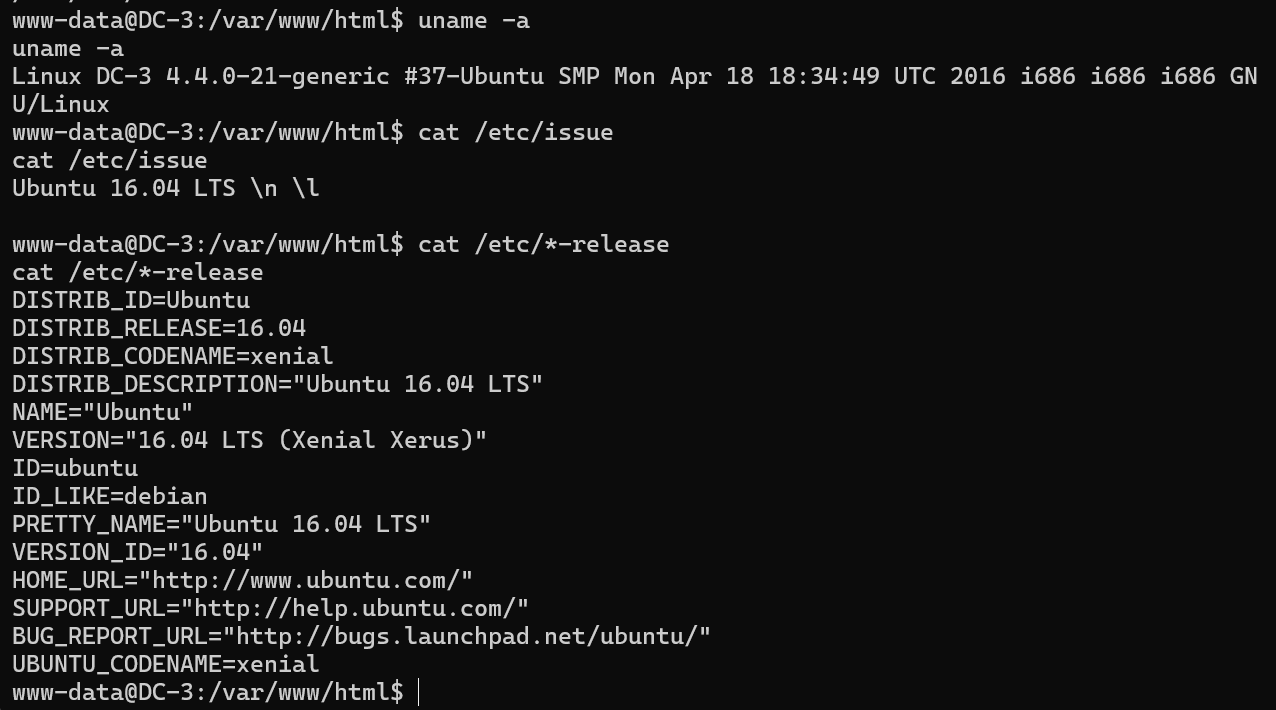 www-data@DC-3:/var/www/html$ uname -a
uname -a
Linux DC-3 4.4.0-21-generic #37-Ubuntu SMP Mon Apr 18 18:34:49 UTC 2016 i686 i686 i686 GN
U/Linux
www-data@DC-3:/var/www/html$ cat /etc/issue
cat /etc/issue
Ubuntu 16.04 LTS \n \l

www-data@DC-3:/var/www/html$ cat /etc/*-release
cat /etc/*-release
DISTRIB_ID=Ubuntu
DISTRIB_RELEASE=16.04
DISTRIB_CODENAME=xenial
DISTRIB_DESCRIPTION="Ubuntu 16.04 LTS"
NAME="Ubuntu"
VERSION="16.04 LTS (Xenial Xerus)"
ID=ubuntu
ID_LIKE=debian
PRETTY_NAME="Ubuntu 16.04 LTS"
VERSION_ID="16.04"
HOME_URL="http://www.ubuntu.com/"
SUPPORT_URL="http://help.ubuntu.com/"
BUG_REPORT_URL="http://bugs.launchpad.net/ubuntu/"
UBUNTU_CODENAME=xenial
www-data@DC-3:/var/www/html$